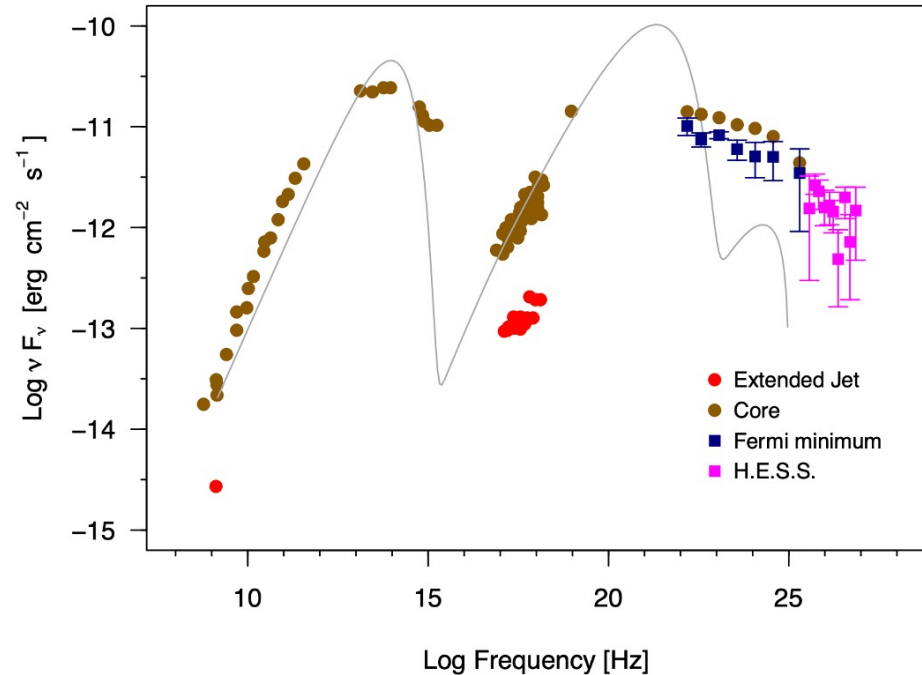 −10
−11
−12
−13
−14
−15
Log ν Fν [erg cm−2 s−1]
Extended Jet
Core
Fermi minimum
H.E.S.S.
10 15 20 25
Log Frequency [Hz]